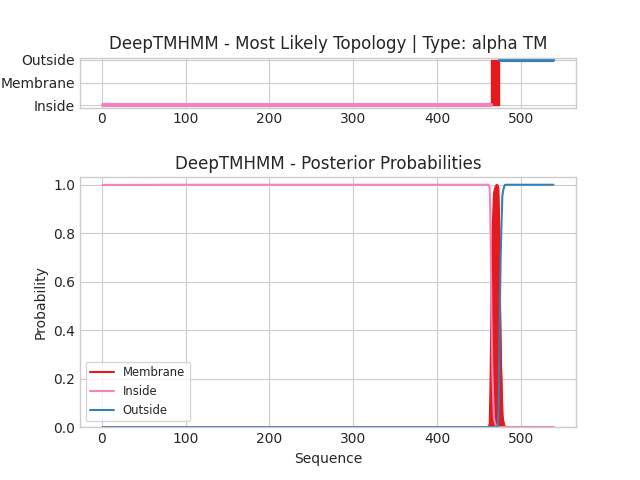 DeepTMHMM - Most Likely Topology | Type: alpha TM
Outside
Membrane
Inside
0 100 200 300 400 500
DeepTMHMM - Posterior Probabilities
1.0
0.8
0.6
0.4
0.2
0.0
Probability
Membrane
Inside
Outside
0 100 200 300 400 500
Sequence